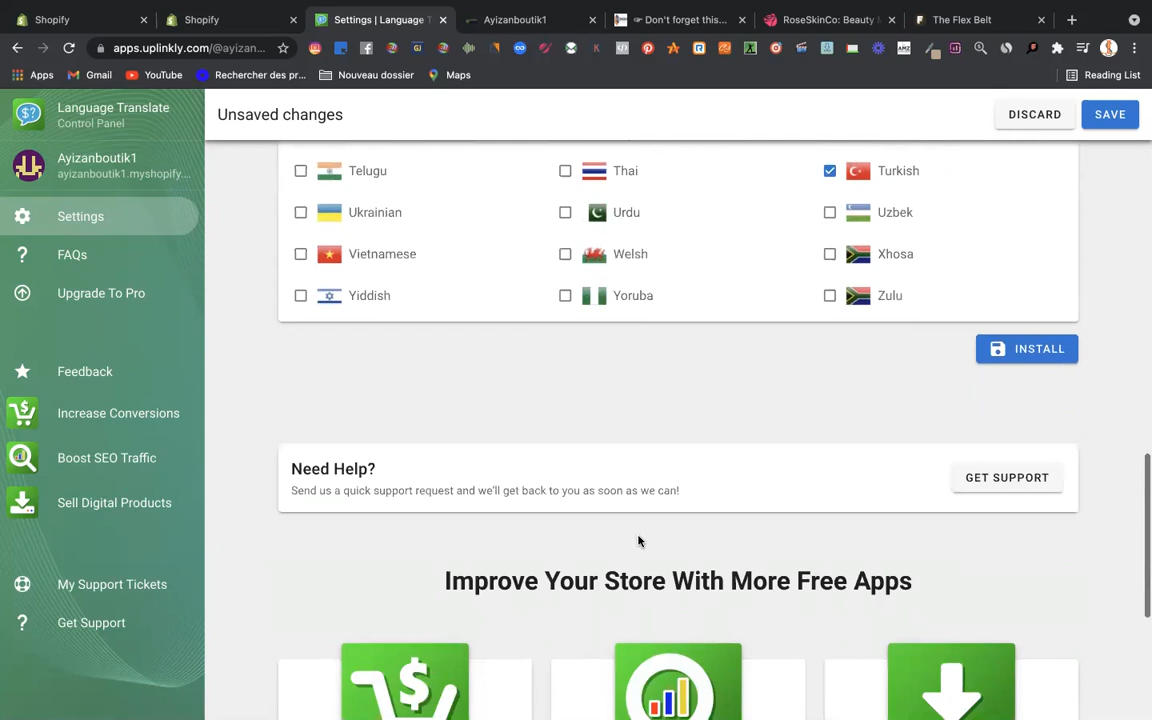 Shopify
Shopify
Settings | Language T
Ayizanboutik1
Don't forget this...
RoseSkinCo: Beauty M
The Flex Belt
apps.uplinkly.com/@ayizan...
Apps
Gmail
YouTube
Rechercher des pr...
Nouveau dossier
Maps
Reading List
Language Translate
Control Panel
Ayizanboutik1
ayizanboutik1.myshopify...
Settings
FAQs
Upgrade To Pro
Feedback
Increase Conversions
Boost SEO Traffic
Sell Digital Products
My Support Tickets
Get Support
Unsaved changes
DISCARD
SAVE
Telugu
Thai
Turkish
Ukrainian
Urdu
Uzbek
Vietnamese
Welsh
Xhosa
Yiddish
Yoruba
Zulu
INSTALL
Need Help?
Send us a quick support request and we'll get back to you as soon as we can!
GET SUPPORT
Improve Your Store With More Free Apps